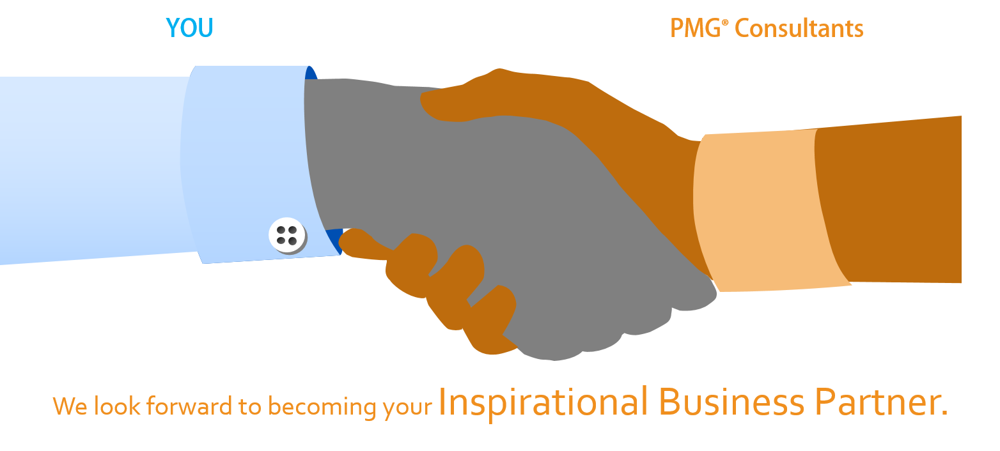 YOU
PMG® Consultants
We look forward to becoming your Inspirational Business Partner.